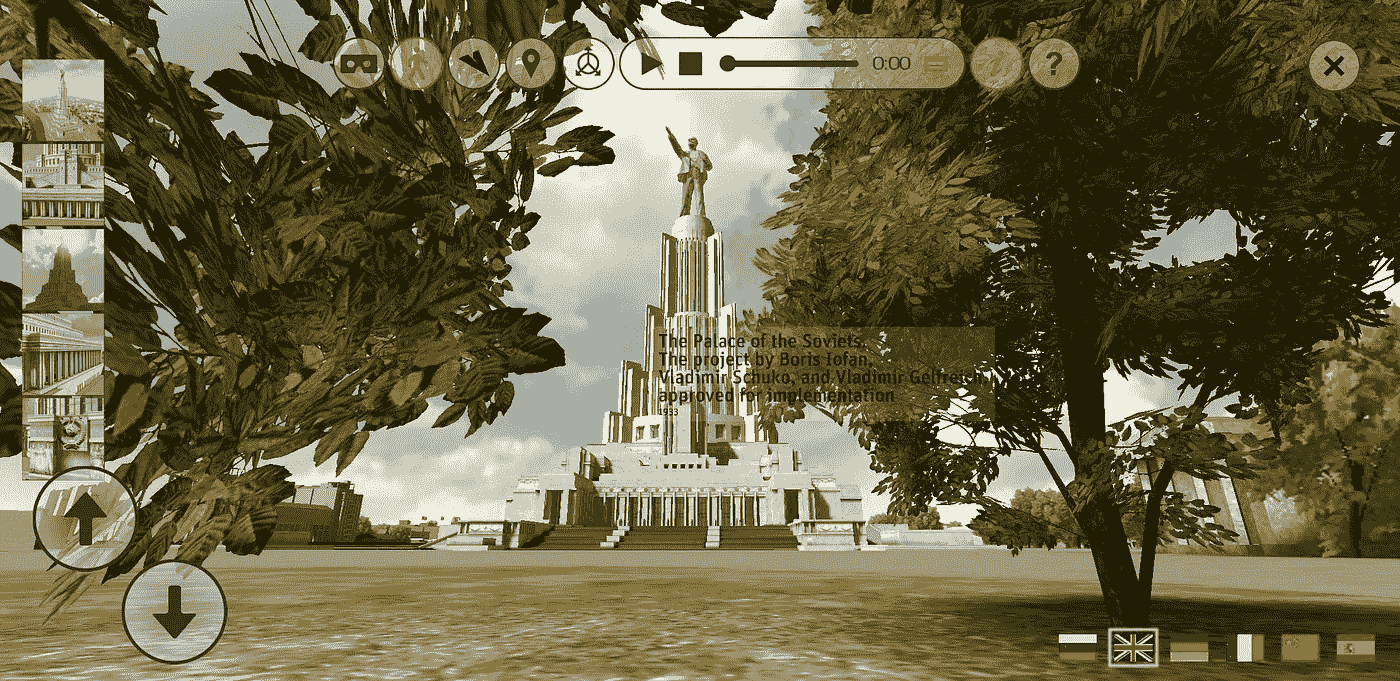 0:00
?
The Palace of the Soviets.
The project by Boris Iofan,
Vladimir Schuko, and Vladimir Gelfreich,
approved for implementation
1933